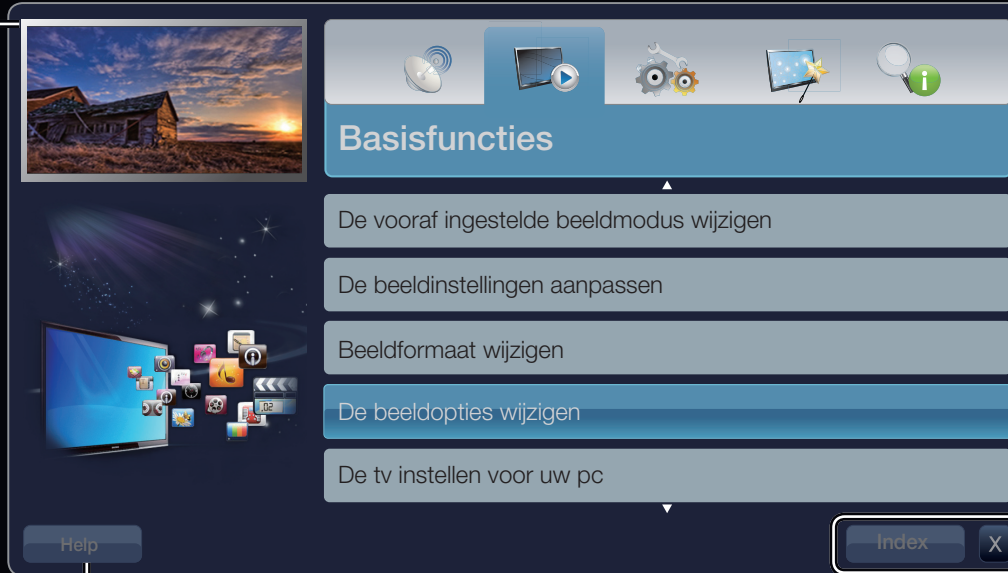 Basisfuncties
De vooraf ingestelde beeldmodus wijzigen
De beeldinstellingen aanpassen
Beeldformaat wijzigen
De beeldopties wijzigen
De tv instellen voor uw pc
Help
Index
X